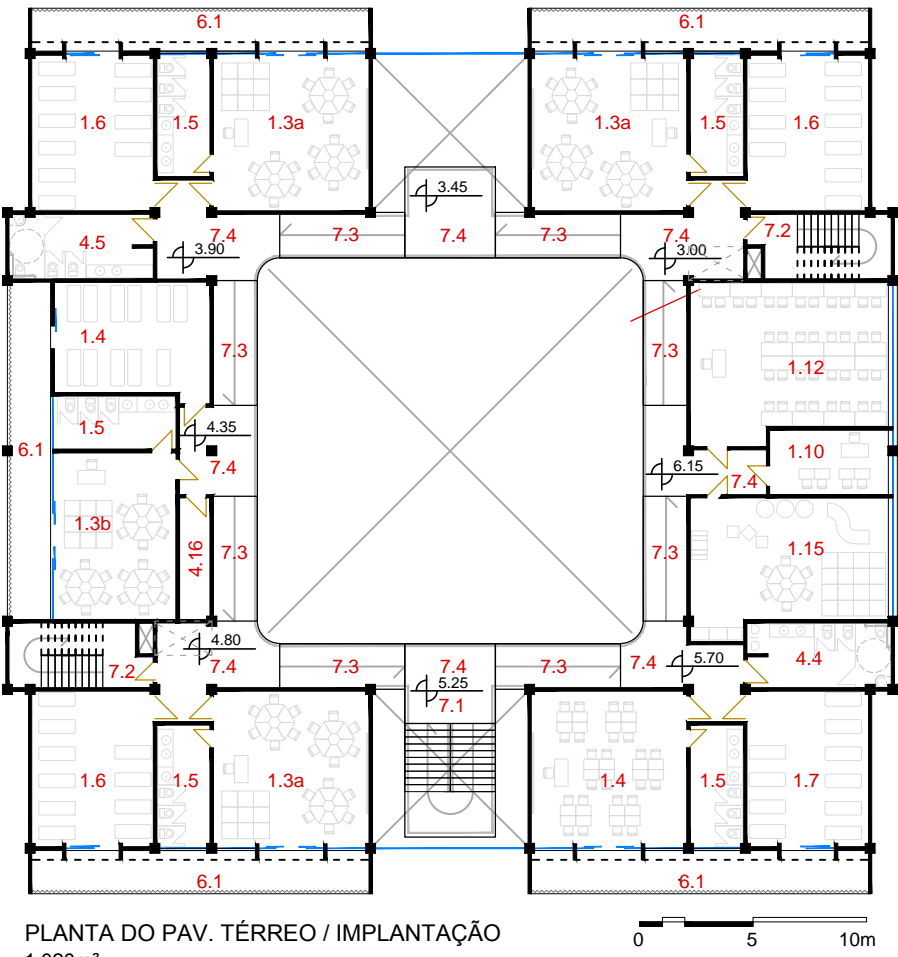 6.1 6.1
1.6 1.5 1.3a 1.3a 1.5 1.6
3.45
4.5 7.4 7.3 7.4 7.3 7.4 7.2
3.90 3.00
1.4 7.3 7.3 1.12
1.5 4.35
6.1 7.4 6.15 7.4 1.10
1.3b 4.16 7.3 7.3 1.15
4.80
7.2 7.4 7.3 7.4 7.3 7.4 5.70 4.4
5.25
7.1
1.6 1.5 1.3a 1.4 1.5 1.7
6.1 6.1
PLANTA DO PAV. TÉRREO / IMPLANTAÇÃO
0 5 10m